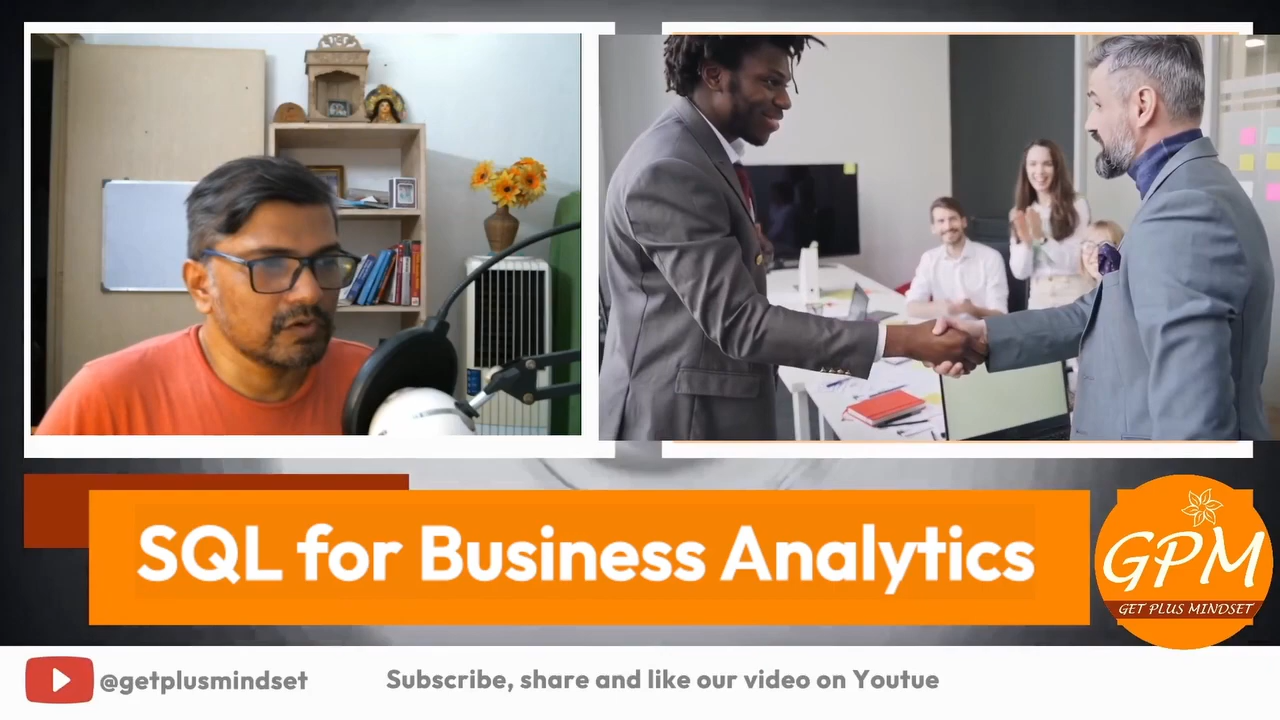 SQL for Business Analytics
GPM
GET PLUS MINDSET
@getplusmindset
Subscribe, share and like our video on Youtue